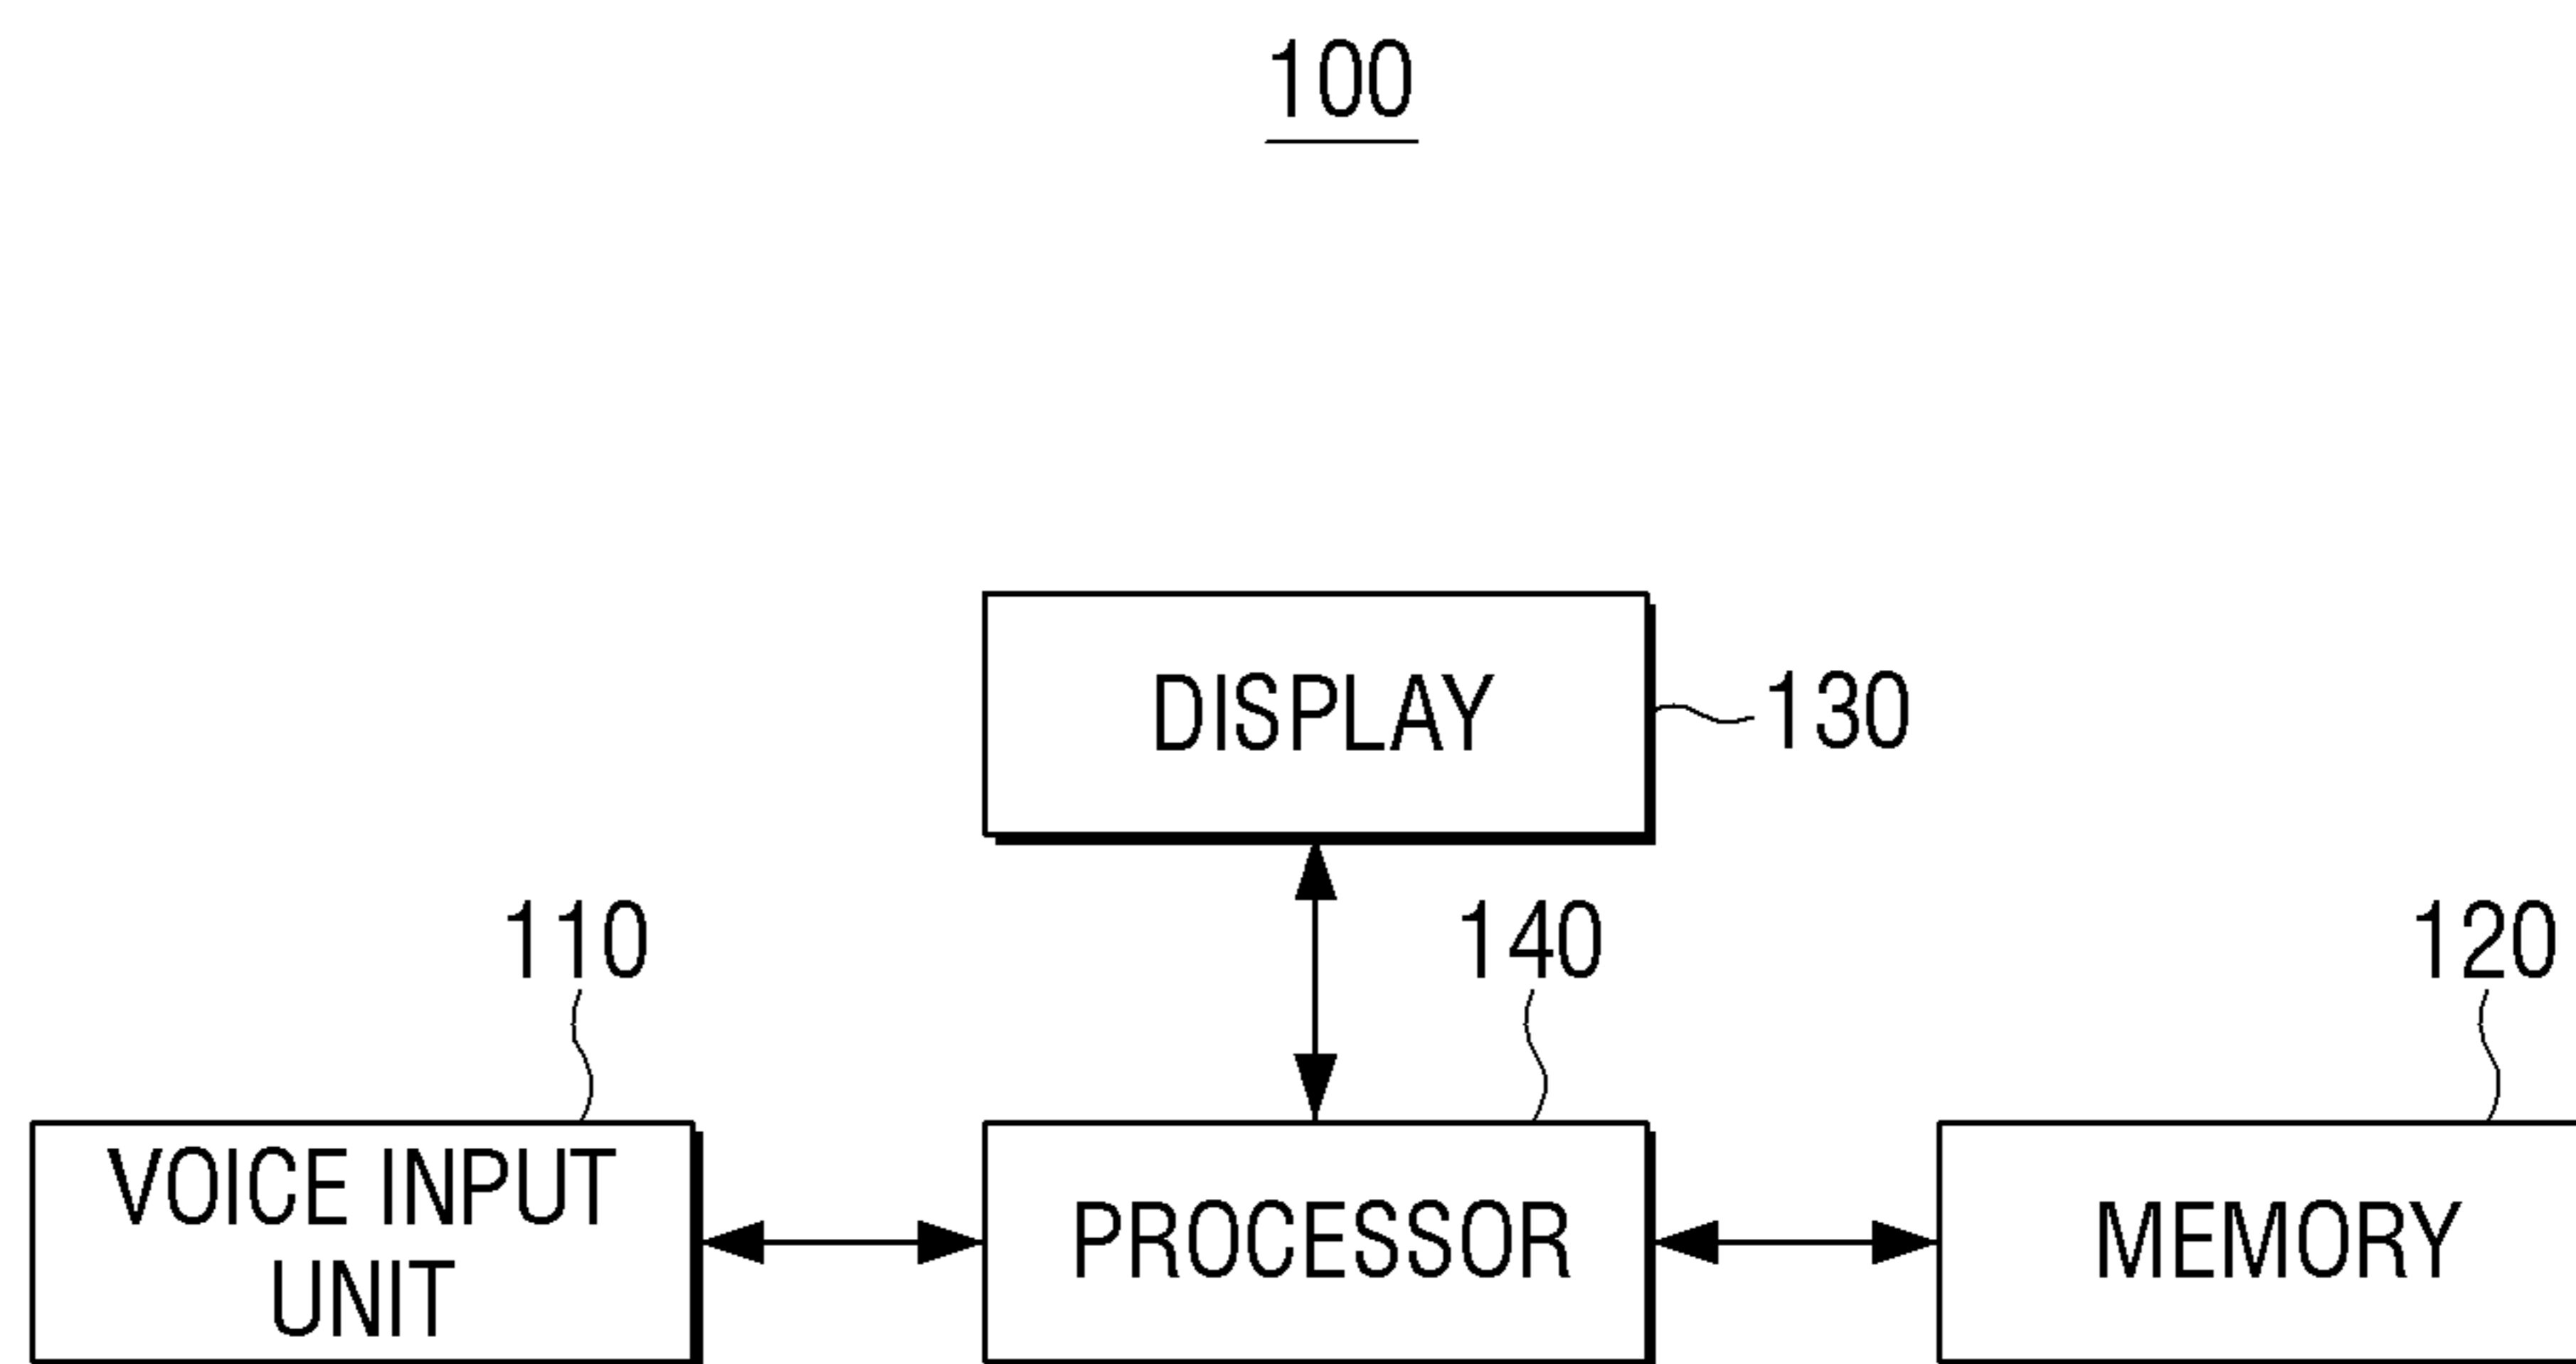 100
DISPLAY
130
110
140
120
VOICE INPUT
UNIT
PROCESSOR
MEMORY